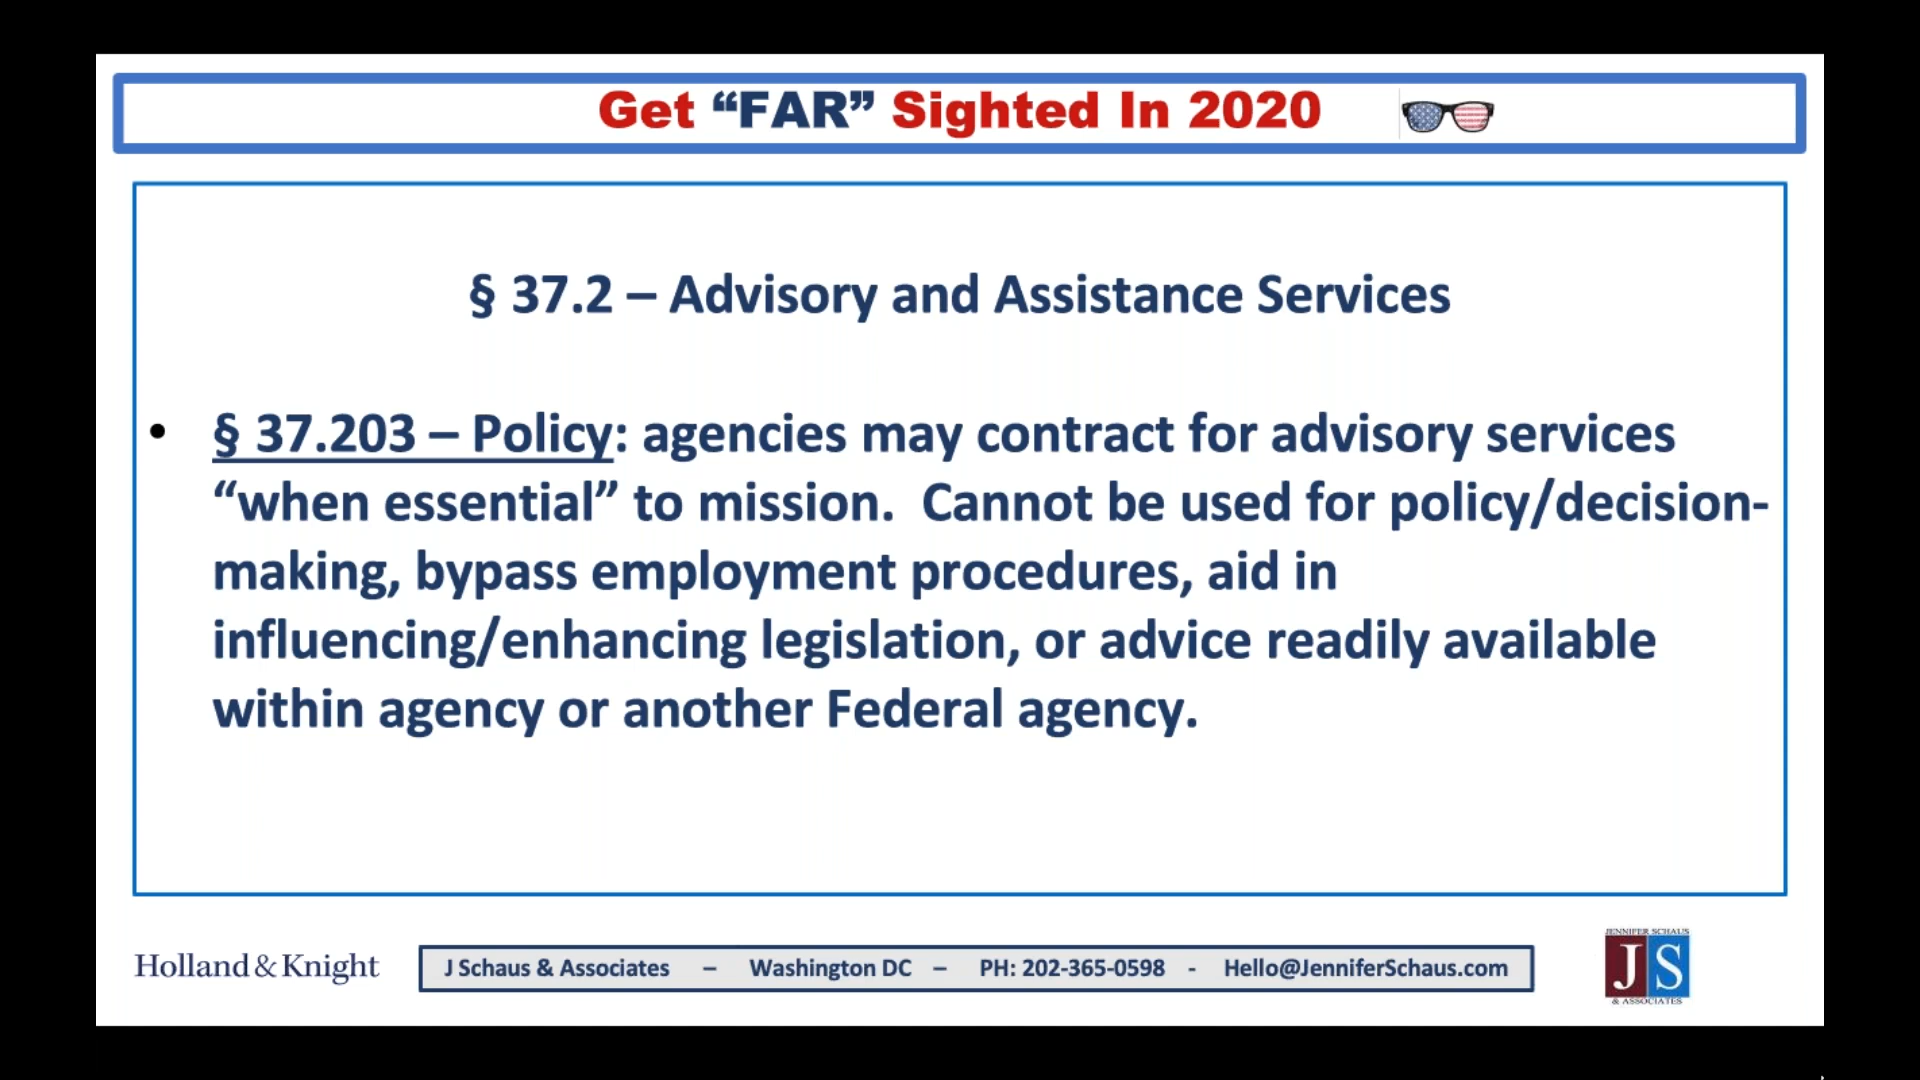 Get “FAR” Sighted In 2020
§ 37.2 – Advisory and Assistance Services
• § 37.203 – Policy: agencies may contract for advisory services
“when essential” to mission.  Cannot be used for policy/decision-
making, bypass employment procedures, aid in
influencing/enhancing legislation, or advice readily available
within agency or another Federal agency.
Holland & Knight
J Schaus & Associates – Washington DC – PH: 202-365-0598 - Hello@JenniferSchaus.com
JENNIFER SCHAUS
JS
& ASSOCIATES